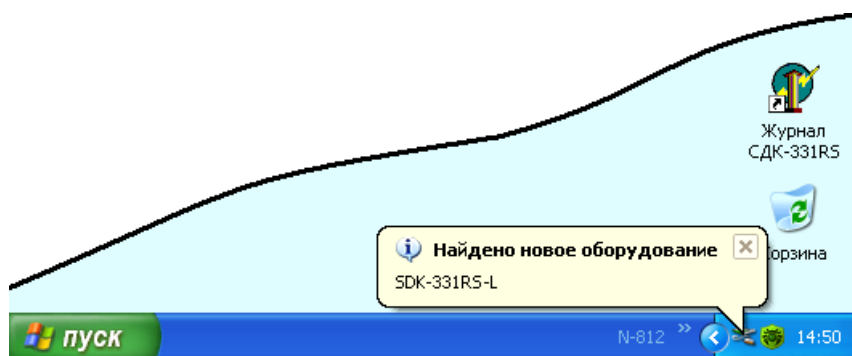 Журнал
СДК-331RS
Найдено новое оборудование
SDK-331RS-L
орзина
пуск
N-812 »
14:50